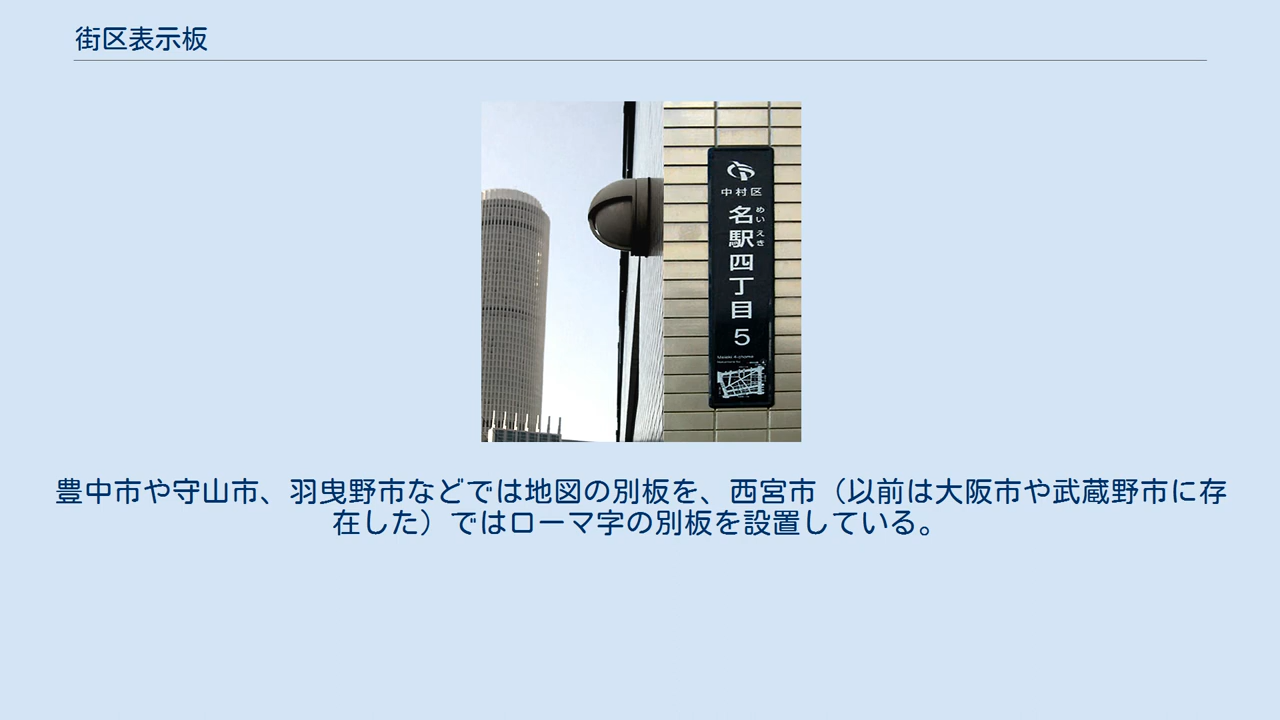 街区表示板
中村区
名駅四丁目5
めいえき
豊中市や守山市、羽曳野市などでは地図の別板を、西宮市（以前は大阪市や武蔵野市に存
在した）ではローマ字の別板を設置している。